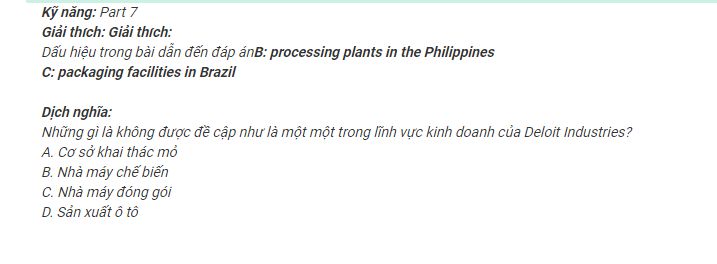 Kỹ năng: Part 7
Giải thích: Giải thích:
Dấu hiệu trong bài dẫn đến đáp ánB: processing plants in the Philippines
C: packaging facilities in Brazil
Dịch nghĩa:
Những gì là không được đề cập như là một một trong lĩnh vực kinh doanh của Deloit Industries?
A. Cơ sở khai thác mỏ
B. Nhà máy chế biến
C. Nhà máy đóng gói
D. Sản xuất ô tô